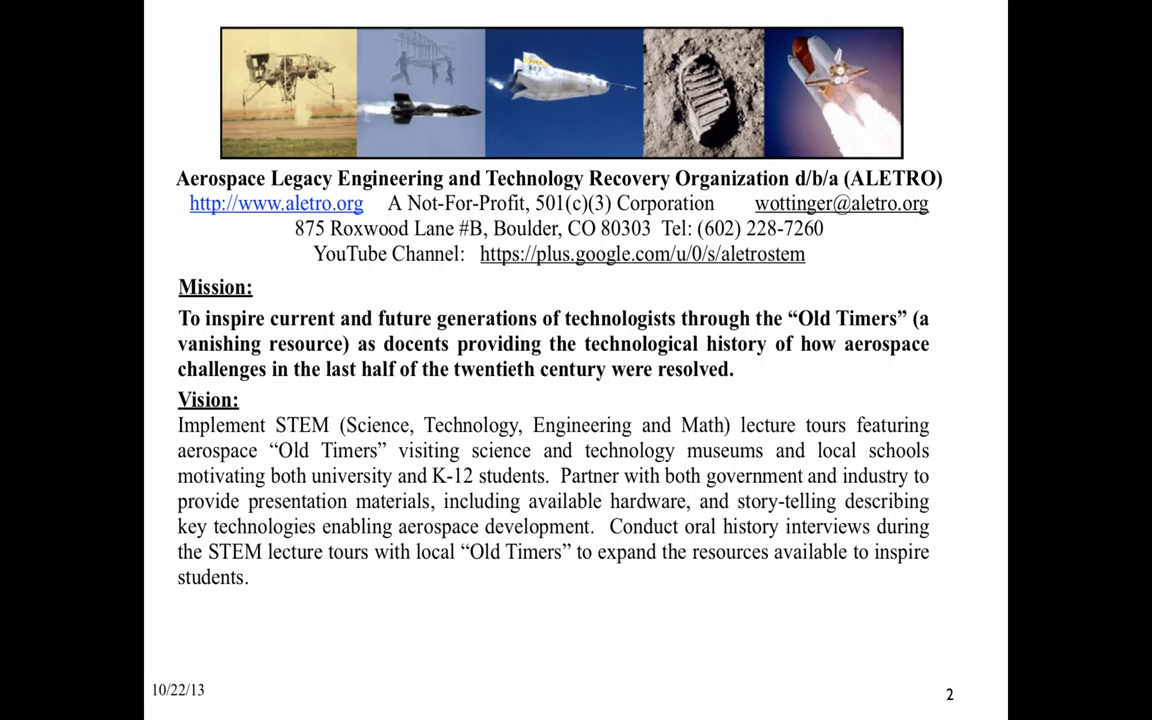 Aerospace Legacy Engineering and Technology Recovery Organization d/b/a (ALETRO)
http://www.aletro.org A Not-For-Profit, 501(c)(3) Corporation wottinger@aletro.org
875 Roxwood Lane #B, Boulder, CO 80303 Tel: (602) 228-7260
YouTube Channel: https://plus.google.com/u/0/s/aletrostem
Mission:
To inspire current and future generations of technologists through the “Old Timers” (a
vanishing resource) as docents providing the technological history of how aerospace
challenges in the last half of the twentieth century were resolved.
Vision:
Implement STEM (Science, Technology, Engineering and Math) lecture tours featuring
aerospace “Old Timers” visiting science and technology museums and local schools
motivating both university and K-12 students. Partner with both government and industry to
provide presentation materials, including available hardware, and story-telling describing
key technologies enabling aerospace development. Conduct oral history interviews during
the STEM lecture tours with local “Old Timers” to expand the resources available to inspire
students.
10/22/13
2